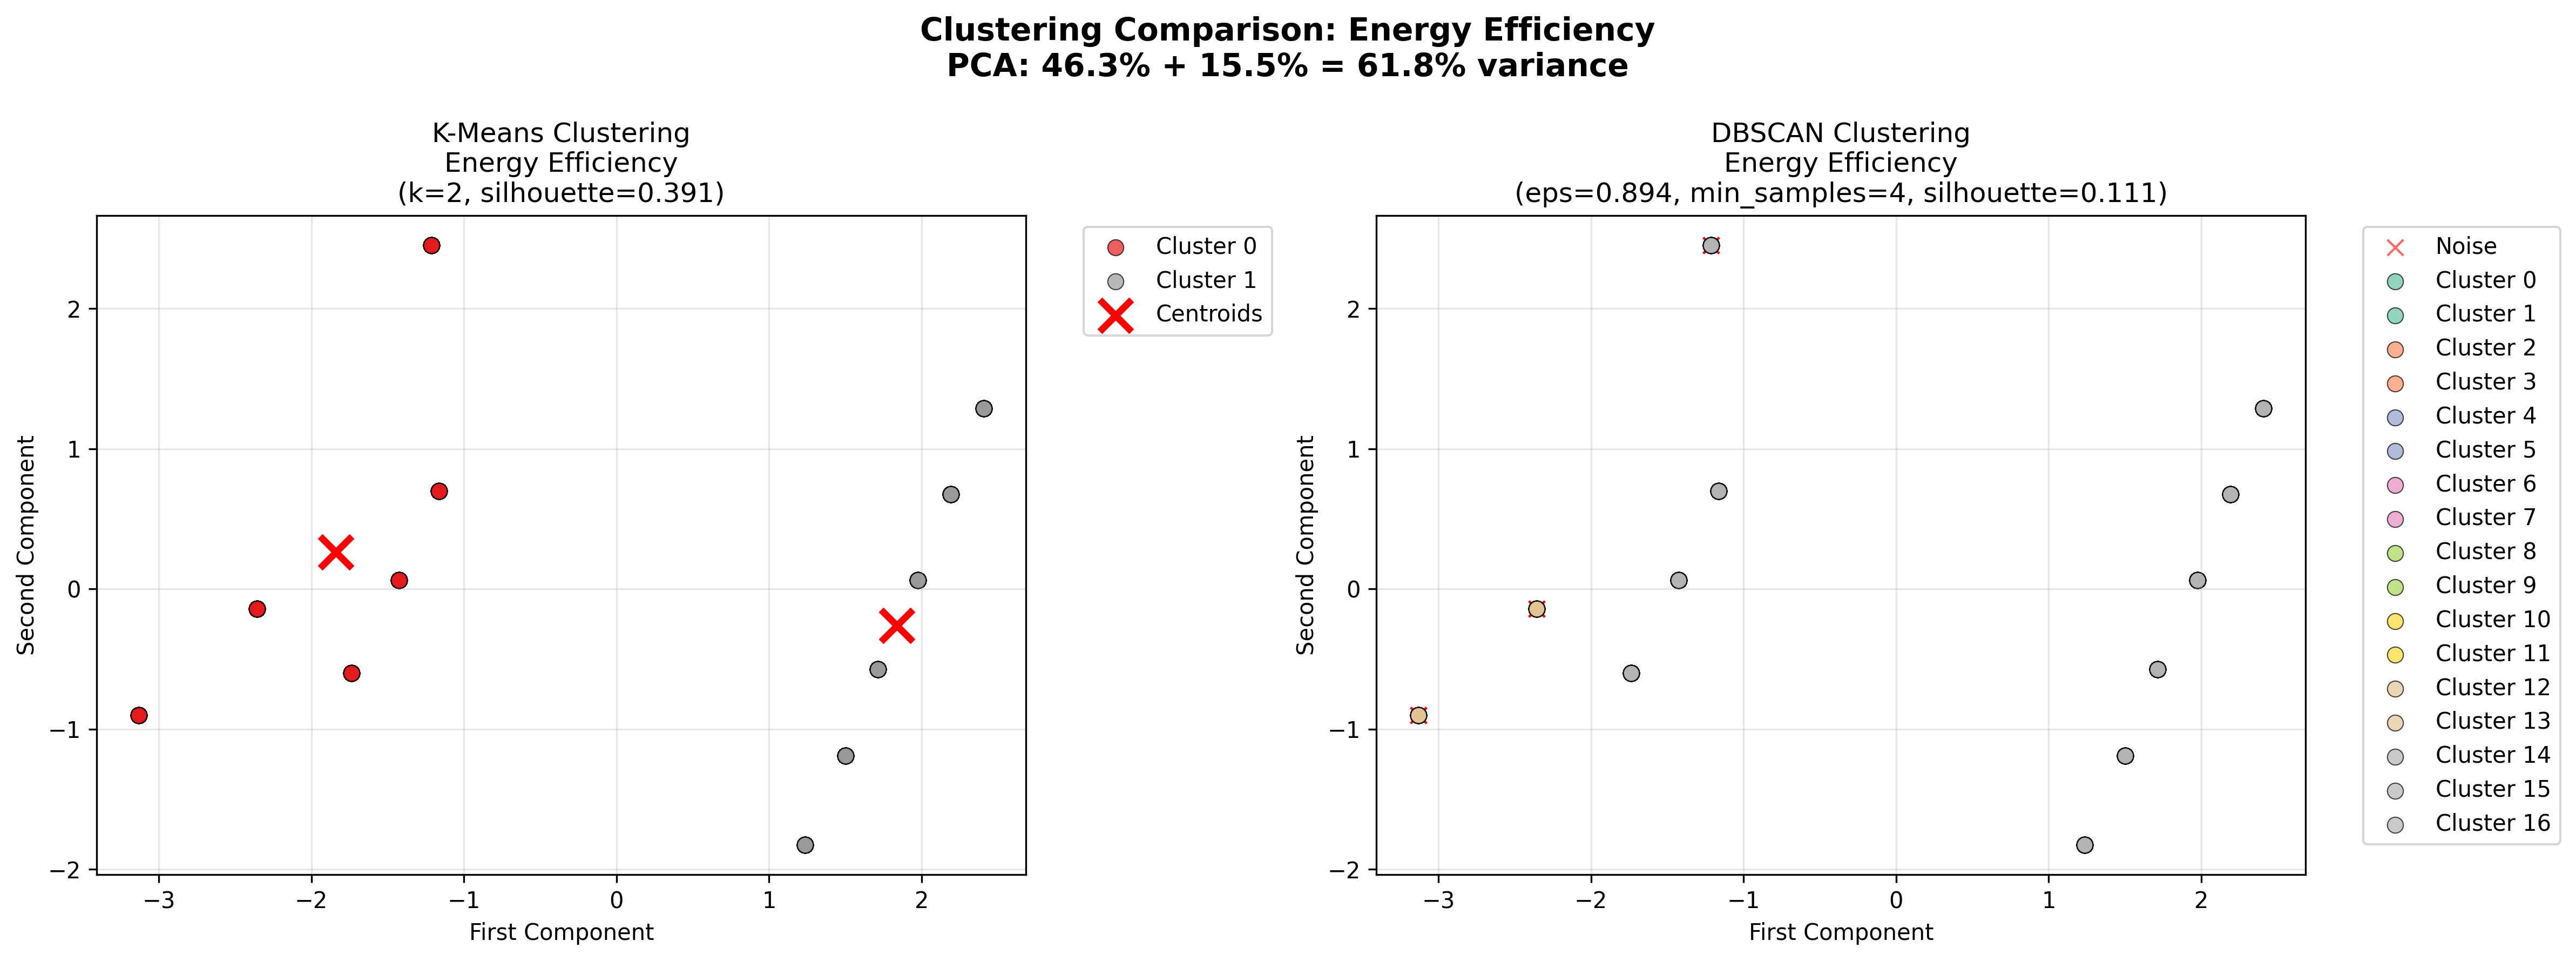 Clustering Comparison: Energy Efficiency
PCA: 46.3% + 15.5% = 61.8% variance
K-Means Clustering
Energy Efficiency
(k=2, silhouette=0.391)
Second Component
2
1
0
−1
−2
−3
−2
−1
0
1
2
First Component
Cluster 0
Cluster 1
Centroids
DBSCAN Clustering
Energy Efficiency
(eps=0.894, min_samples=4, silhouette=0.111)
Second Component
2
1
0
−1
−2
−3
−2
−1
0
1
2
First Component
Noise
Cluster 0
Cluster 1
Cluster 2
Cluster 3
Cluster 4
Cluster 5
Cluster 6
Cluster 7
Cluster 8
Cluster 9
Cluster 10
Cluster 11
Cluster 12
Cluster 13
Cluster 14
Cluster 15
Cluster 16